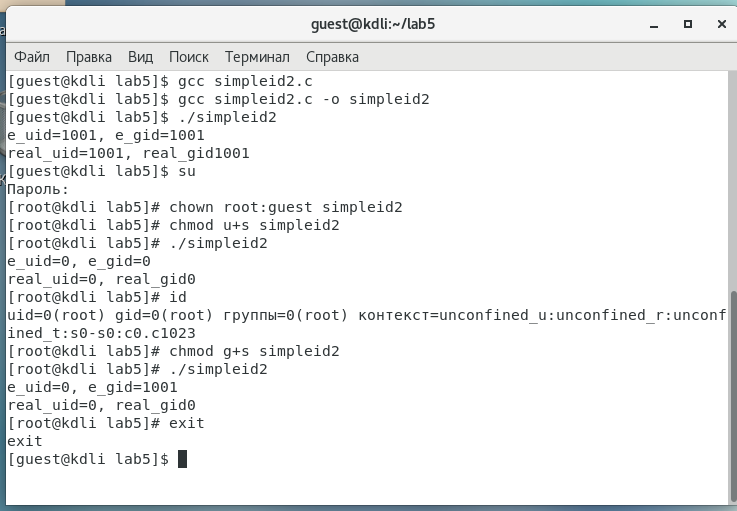 guest@kdli:~/lab5
Файл Правка Вид Поиск Терминал Справка
[guest@kdli lab5]$ gcc simpleid2.c
[guest@kdli lab5]$ gcc simpleid2.c -o simpleid2
[guest@kdli lab5]$ ./simpleid2
e_uid=1001, e_gid=1001
real_uid=1001, real_gid1001
[guest@kdli lab5]$ su
Пароль:
[root@kdli lab5]# chown root:guest simpleid2
[root@kdli lab5]# chmod u+s simpleid2
[root@kdli lab5]# ./simpleid2
e_uid=0, e_gid=0
real_uid=0, real_gid0
[root@kdli lab5]# id
uid=0(root) gid=0(root) группы=0(root) контекст=unconfined_u:unconfined_r:unconf
ined_t:s0-s0:c0.c1023
[root@kdli lab5]# chmod g+s simpleid2
[root@kdli lab5]# ./simpleid2
e_uid=0, e_gid=1001
real_uid=0, real_gid0
[root@kdli lab5]# exit
exit
[guest@kdli lab5]$